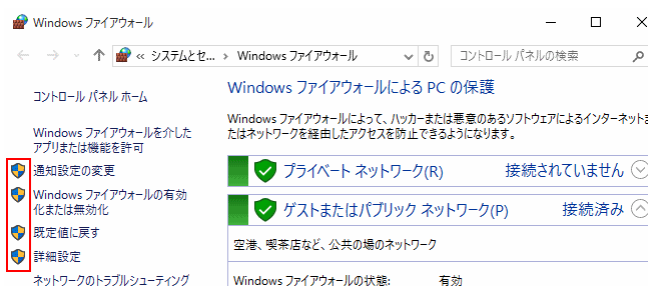 Windows ファイアウォール
« システムとセ... › Windows ファイアウォール
コントロール パネルの検索
コントロール パネル ホーム
Windows ファイアウォールを介した
アプリまたは機能を許可
通知設定の変更
Windows ファイアウォールの有効
化または無効化
既定値に戻す
詳細設定
ネットワークのトラブルシューティング
Windows ファイアウォールによる PC の保護
Windows ファイアウォールによって、ハッカーまたは悪意のあるソフトウェアによるインターネットま
たはネットワークを経由したアクセスを防止できるようになります。
プライベート ネットワーク(R) 接続されていません
ゲストまたはパブリック ネットワーク(P) 接続済み
空港、喫茶店など、公共の場のネットワーク
Windows ファイアウォールの状態: 有効